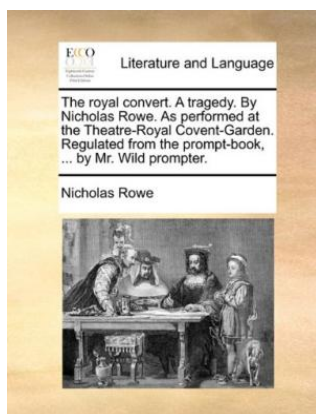 ECCO
Literature and Language
The royal convert. A tragedy. By
Nicholas Rowe. As performed at
the Theatre-Royal Covent-Garden.
Regulated from the prompt-book,
... by Mr. Wild prompter.
Nicholas Rowe